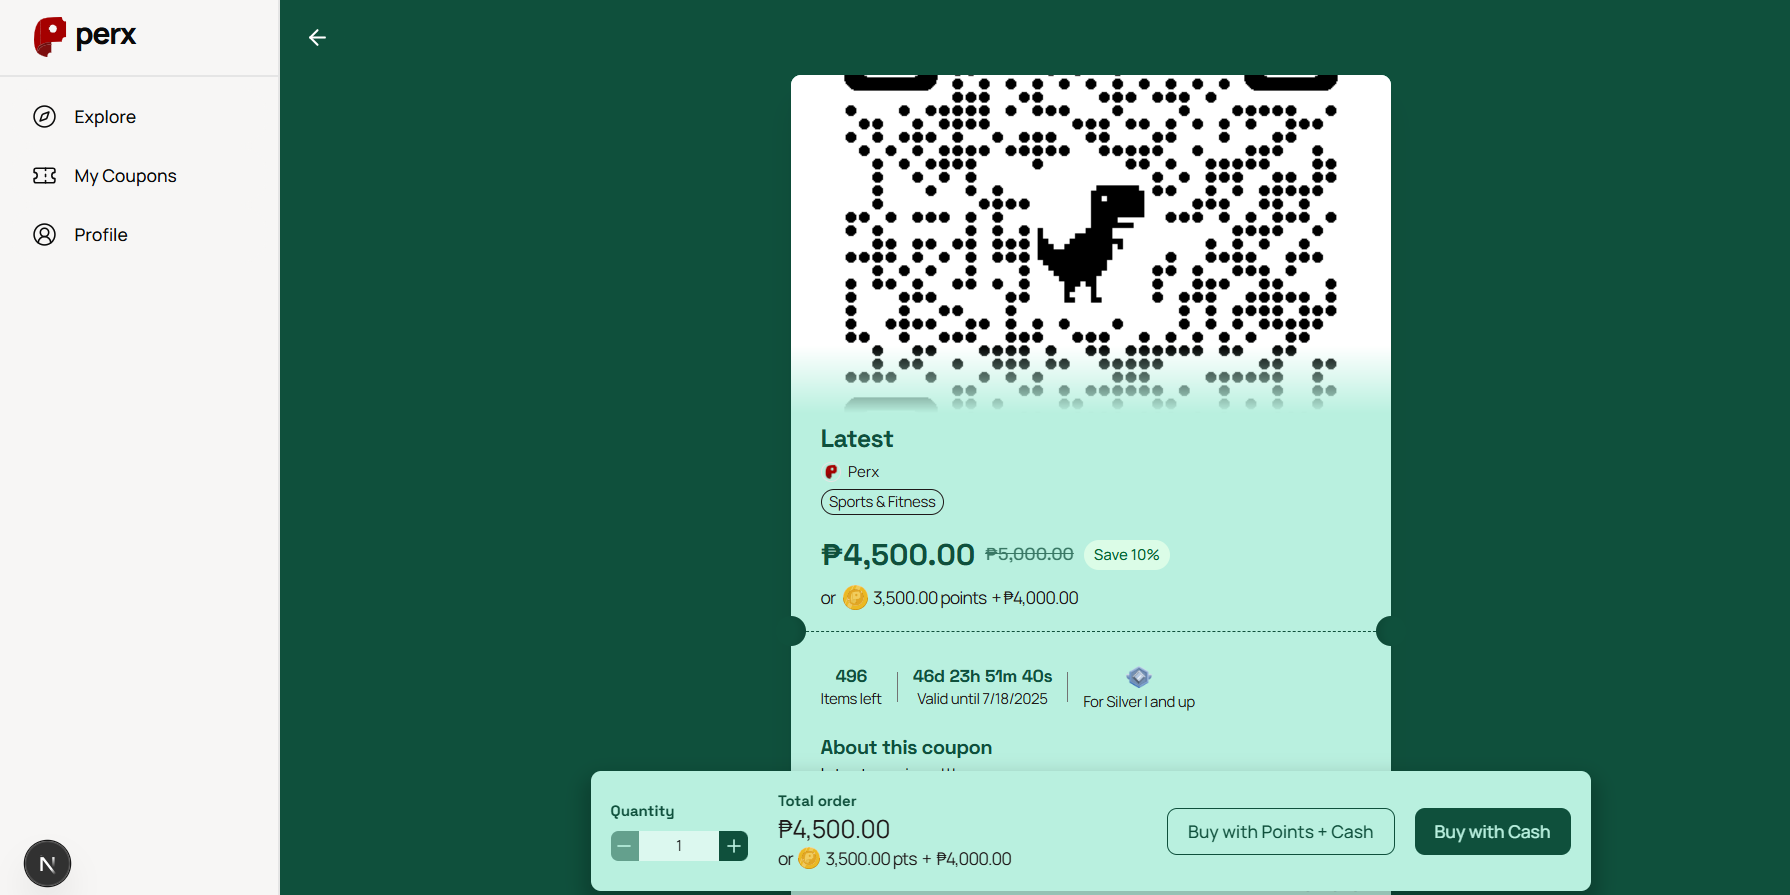 perx
Explore
My Coupons
Profile
Latest
Perx
Sports & Fitness
₱4,500.00 ₱5,000.00 Save 10%
or 3,500.00 points + ₱4,000.00
496
Items left
46d 23h 51m 40s
Valid until 7/18/2025
For Silver I and up
About this coupon
Quantity
1
Total order
₱4,500.00
or 3,500.00 pts + ₱4,000.00
Buy with Points + Cash
Buy with Cash
N